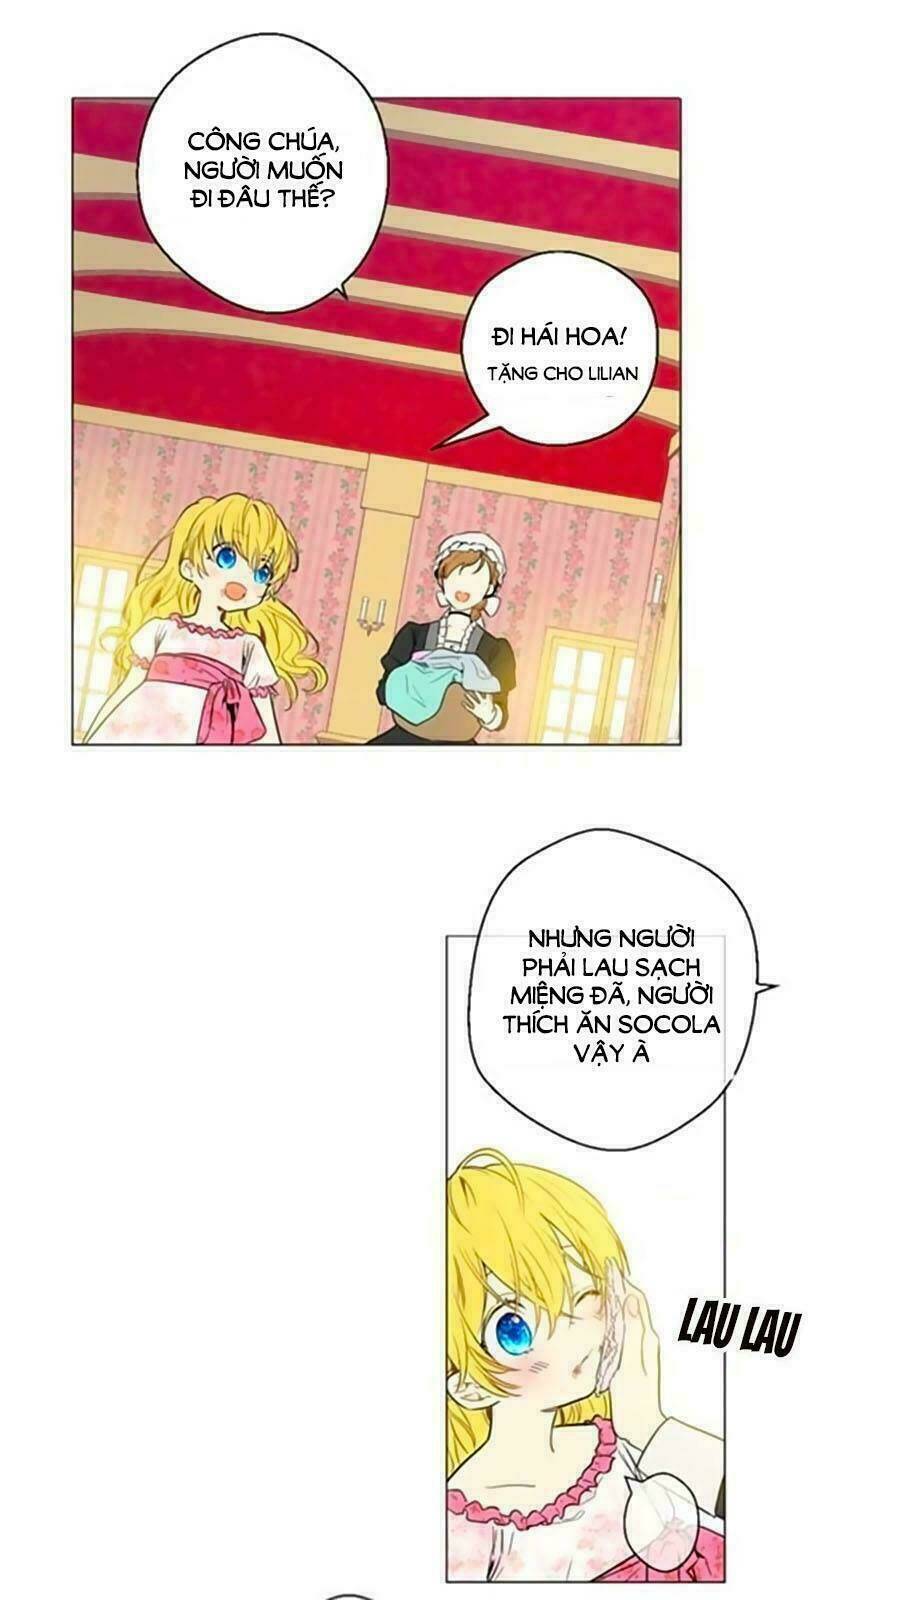 CÔNG CHÚA,
NGƯỜI MUỐN
ĐI ĐÂU THẾ?
ĐI HÁI HOA!
TẶNG CHO LILIAN
NHƯNG NGƯỜI
PHẢI LAU SẠCH
MIỆNG ĐÃ, NGƯỜI
THÍCH ĂN SOCOLA
VẬY À
LAU LAU